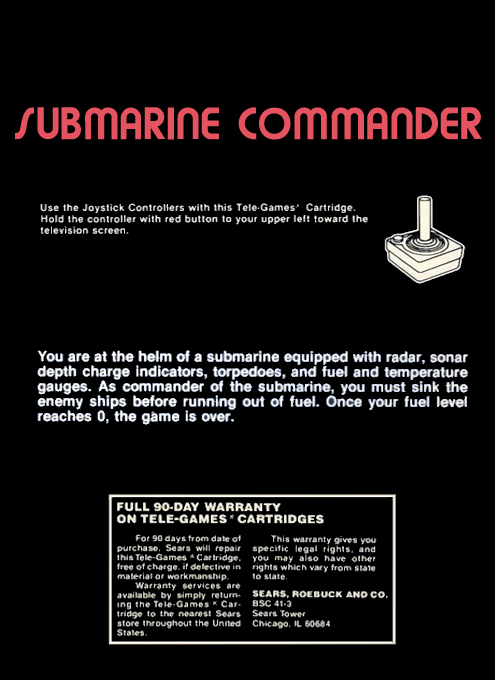 SUBMARINE COMMANDER
Use the Joystick Controllers with this Tele-Games® Cartridge.
Hold the controller with red button to your upper left toward the
television screen.
You are at the helm of a submarine equipped with radar, sonar
depth charge indicators, torpedoes, and fuel and temperature
gauges. As commander of the submarine, you must sink the
enemy ships before running out of fuel. Once your fuel level
reaches 0, the game is over.
FULL 90-DAY WARRANTY
ON TELE-GAMES® CARTRIDGES
For 90 days from date of
purchase, Sears will repair
this Tele-Games® Cartridge,
free of charge, if defective in
material or workmanship.
Warranty services are
available by simply return-
ing the Tele-Games® Car-
tridge to the nearest Sears
store throughout the United
States.
This warranty gives you
specific legal rights, and
you may also have other
rights which vary from state
to state.
SEARS, ROEBUCK AND CO.
BSC 41-3
Sears Tower
Chicago, IL 60684